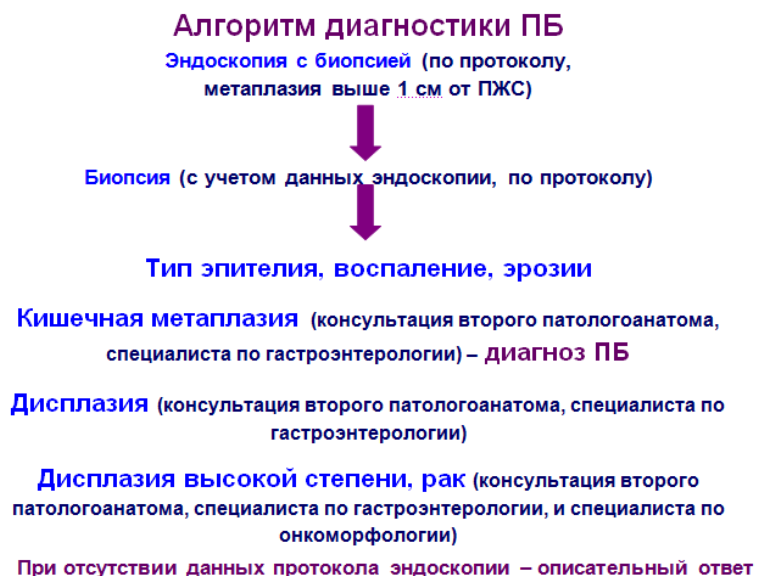 Алгоритм диагностики ПБ
Эндоскопия с биопсией (по протоколу,
метаплазия выше 1 см от ПЖС)
Биопсия (с учетом данных эндоскопии, по протоколу)
Тип эпителия, воспаление, эрозии
Кишечная метаплазия (консультация второго патологоанатома,
специалиста по гастроэнтерологии) – диагноз ПБ
Дисплазия (консультация второго патологоанатома, специалиста по
гастроэнтерологии)
Дисплазия высокой степени, рак (консультация второго
патологоанатома, специалиста по гастроэнтерологии, и специалиста по
онкоморфологии)
При отсутствии данных протокола эндоскопии – описательный ответ